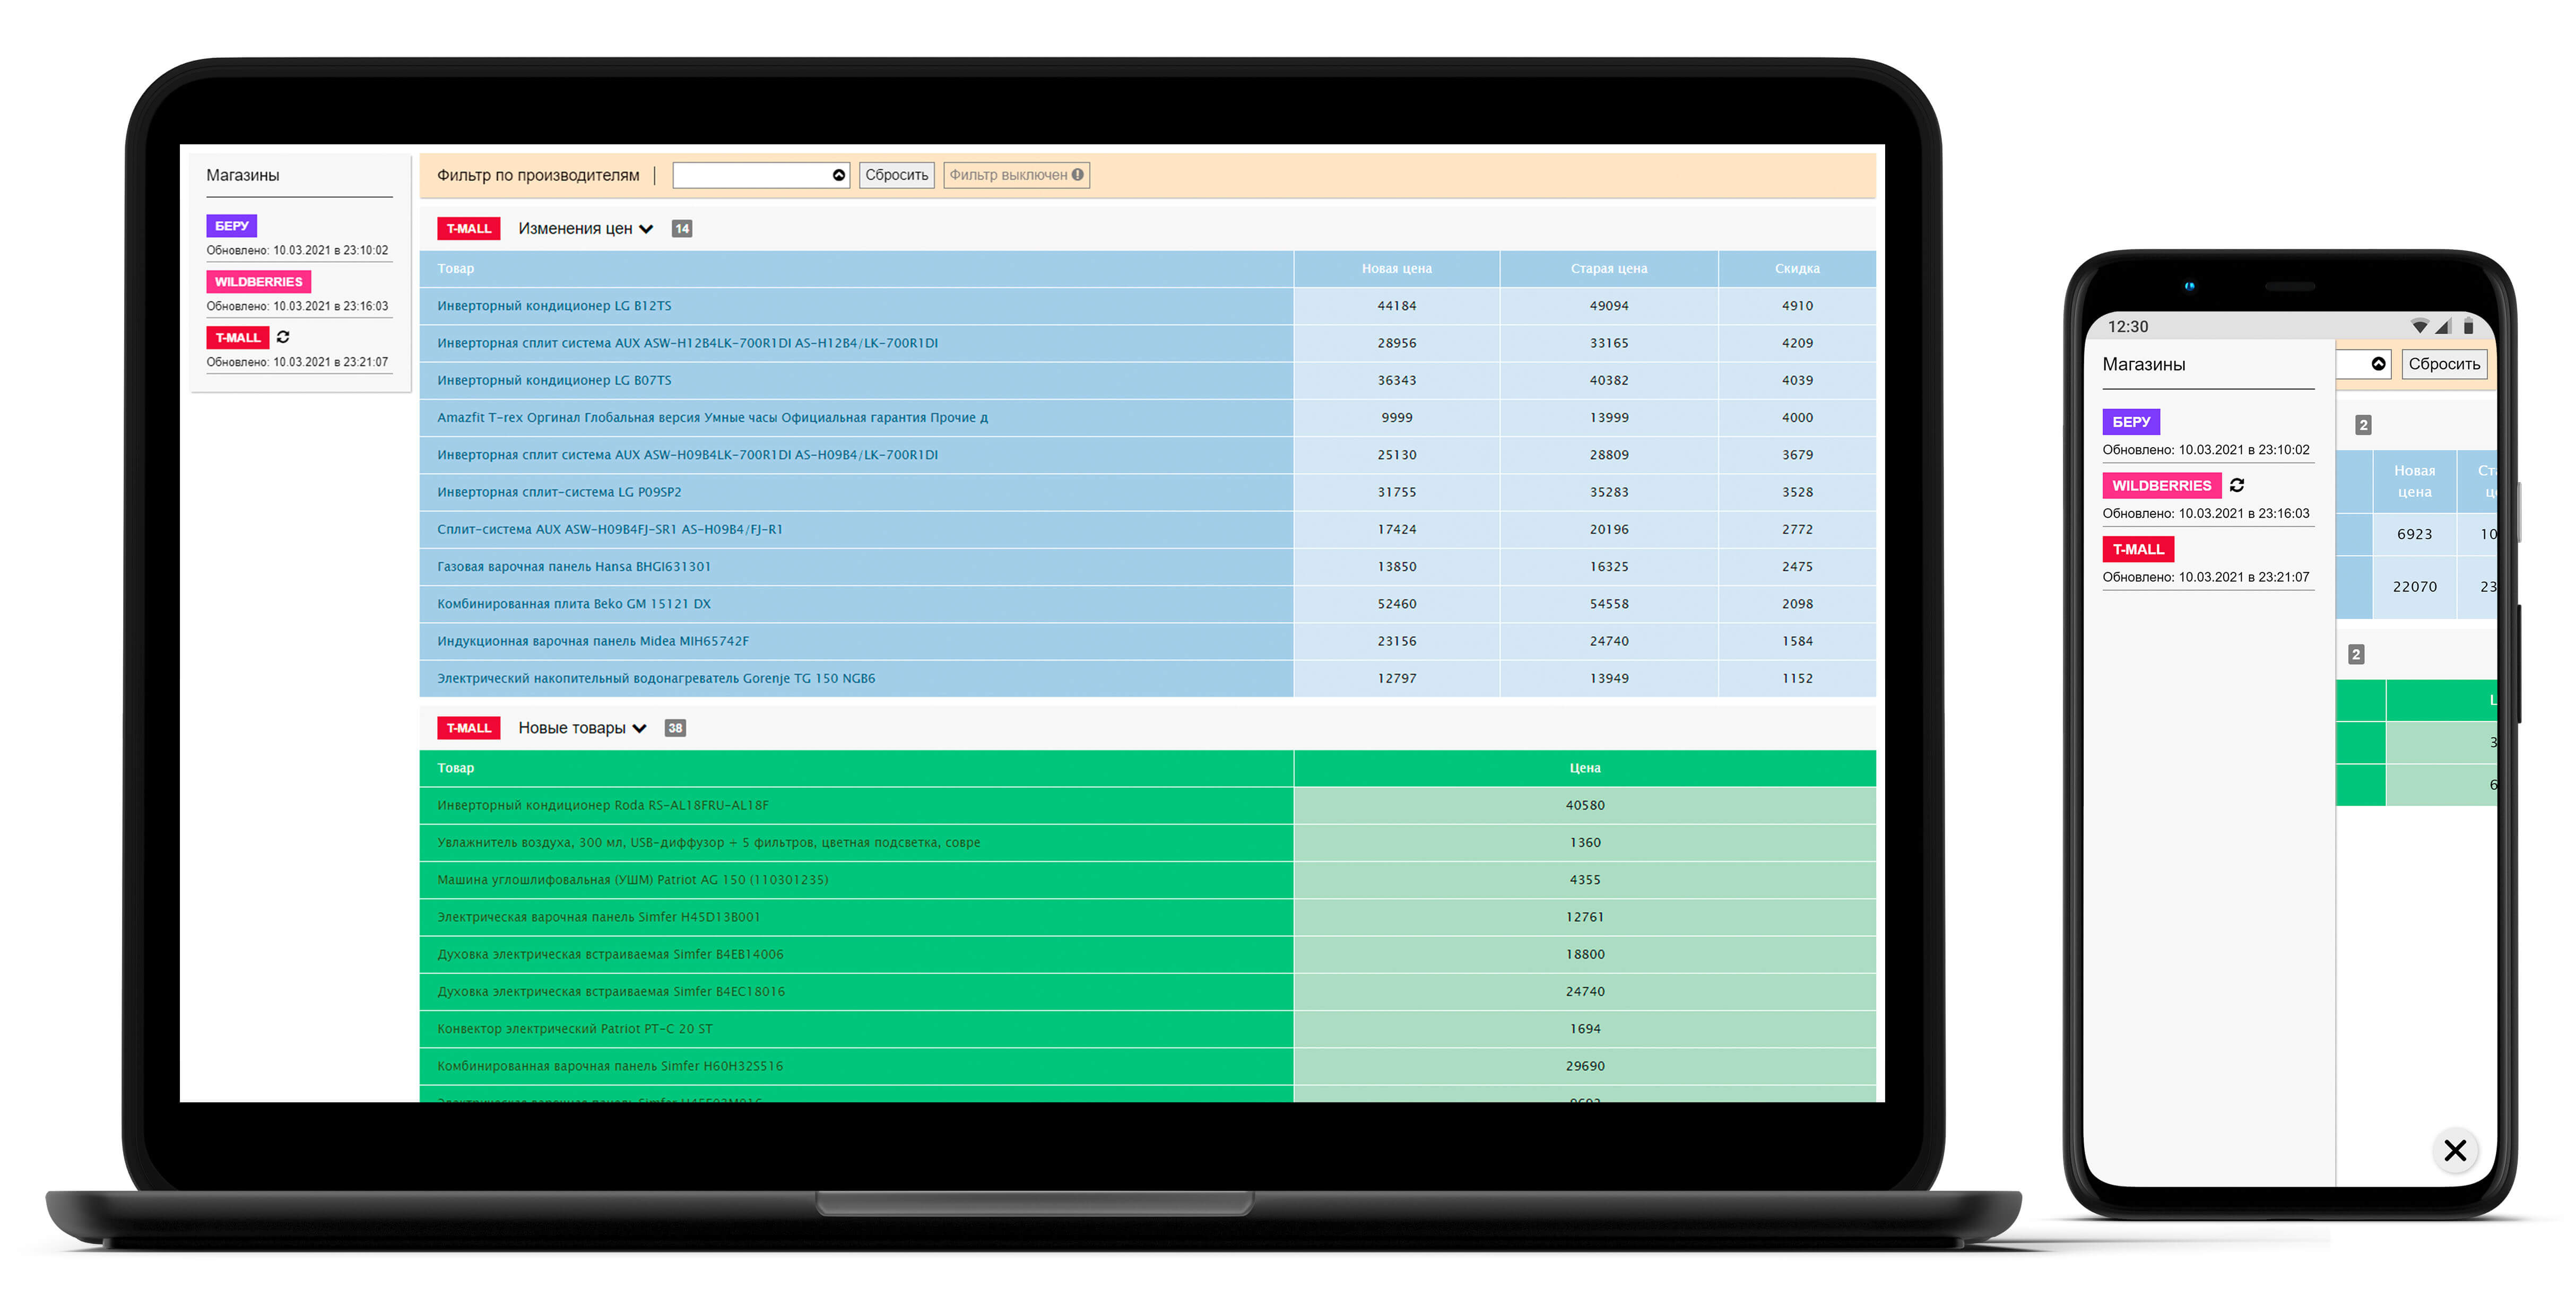 Магазины
БЕРУ
Обновлено: 10.03.2021 в 23:10:02
WILDBERRIES
Обновлено: 10.03.2021 в 23:16:03
T-MALL
Обновлено: 10.03.2021 в 23:21:07
Фильтр по производителям | Сбросить Фильтр выключен
T-MALL Изменения цен 14
Товар Новая цена Старая цена Скидка
Инверторный кондиционер LG B12TS 44184 49094 4910
Инверторная сплит система AUX ASW-H12B4LK-700R1DI AS-H12B4/LK-700R1DI 28956 33165 4209
Инверторный кондиционер LG B07TS 36343 40382 4039
Amazfit T-rex Оргинал Глобальная версия Умные часы Официальная гарантия Прочие д 9999 13999 4000
Инверторная сплит система AUX ASW-H09B4LK-700R1DI AS-H09B4/LK-700R1DI 25130 28809 3679
Инверторная сплит-система LG P09SP2 31755 35283 3528
Сплит-система AUX ASW-H09B4FJ-SR1 AS-H09B4/FJ-R1 17424 20196 2772
Газовая варочная панель Hansa BHGI631301 13850 16325 2475
Комбинированная плита Beko GM 15121 DX 52460 54558 2098
Индукционная варочная панель Midea MIH65742F 23156 24740 1584
Электрический накопительный водонагреватель Gorenje TG 150 NGB6 12797 13949 1152
T-MALL Новые товары 38
Товар Цена
Инверторный кондиционер Roda RS-AL18FRU-AL18F 40580
Увлажнитель воздуха, 300 мл, USB-диффузор + 5 фильтров, цветная подсветка, совре 1360
Машина углошлифовальная (УШМ) Patriot AG 150 (110301235) 4355
Электрическая варочная панель Simfer H45D13B001 12761
Духовка электрическая встраиваемая Simfer B4EB14006 18800
Духовка электрическая встраиваемая Simfer B4EC18016 24740
Конвектор электрический Patriot PT-C 20 ST 1694
Комбинированная варочная панель Simfer H60H32S516 29690
12:30
Магазины
БЕРУ
Обновлено: 10.03.2021 в 23:10:02
WILDBERRIES
Обновлено: 10.03.2021 в 23:16:03
T-MALL
Обновлено: 10.03.2021 в 23:21:07
Сбросить
2
Новая
цена
6923 10
22070 23
2
3
6